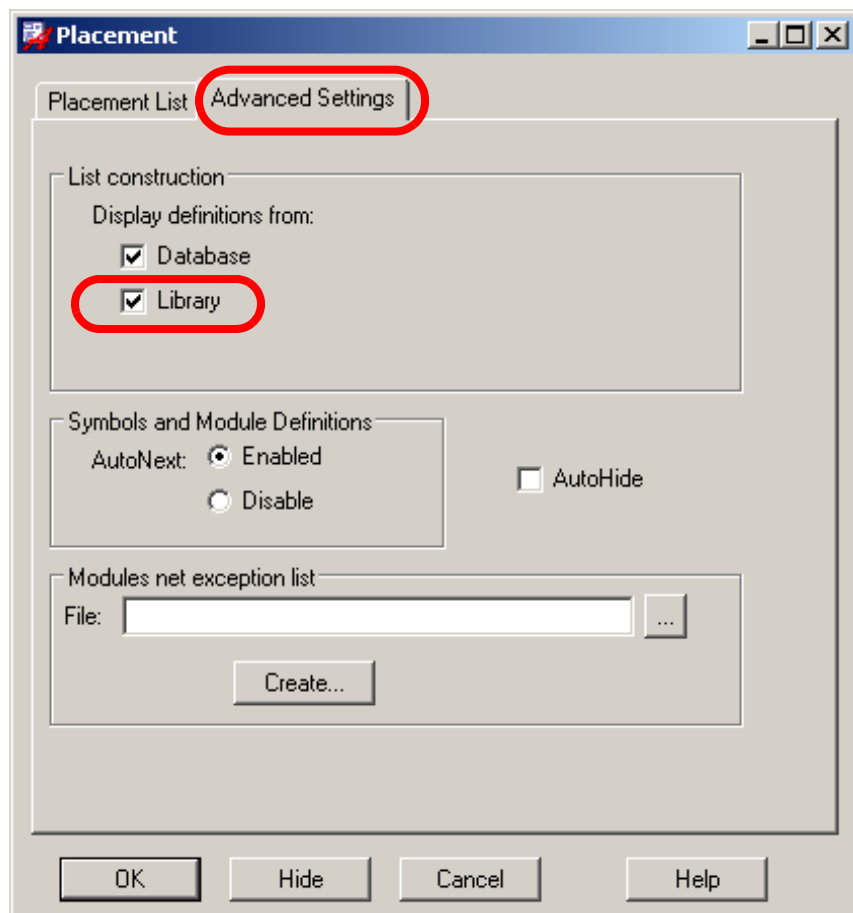 Placement
Placement List
Advanced Settings
List construction
Display definitions from:
Database
Library
Symbols and Module Definitions
AutoNext:
Enabled
Disable
AutoHide
Modules net exception list
File:
...
Create...
OK
Hide
Cancel
Help